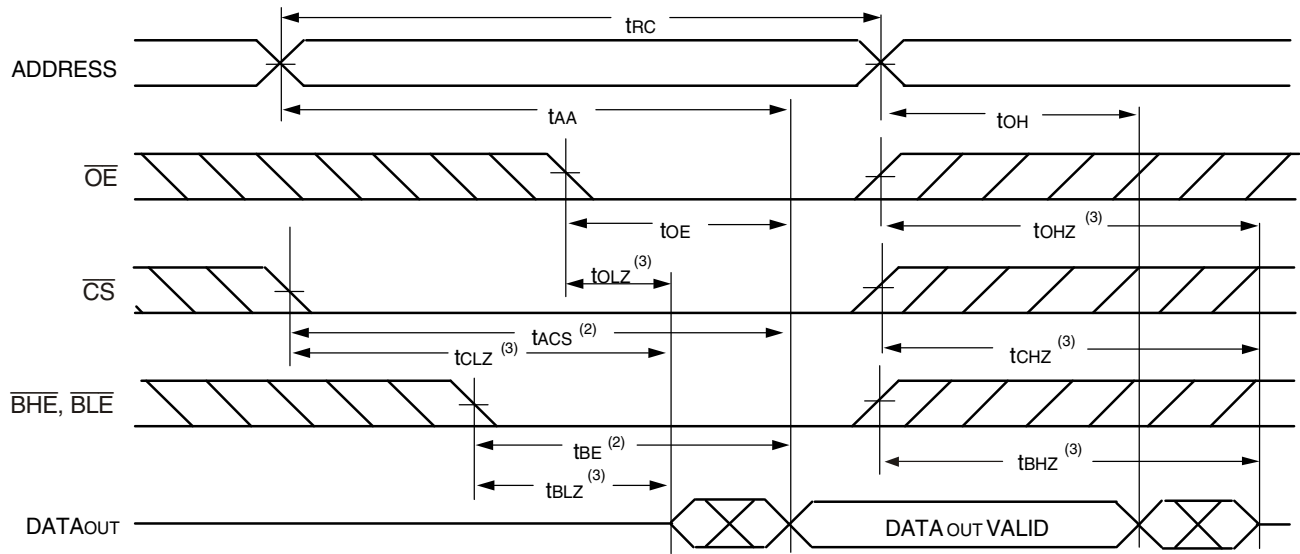 tRC
ADDRESS
tAA
tOH
OE
tOE
tOHZ (3)
tOLZ (3)
CS
tACS (2)
tCLZ (3)
tCHZ (3)
BHE, BLE
tBE (2)
tBHZ (3)
tBLZ (3)
DATAOUT
DATA OUT VALID